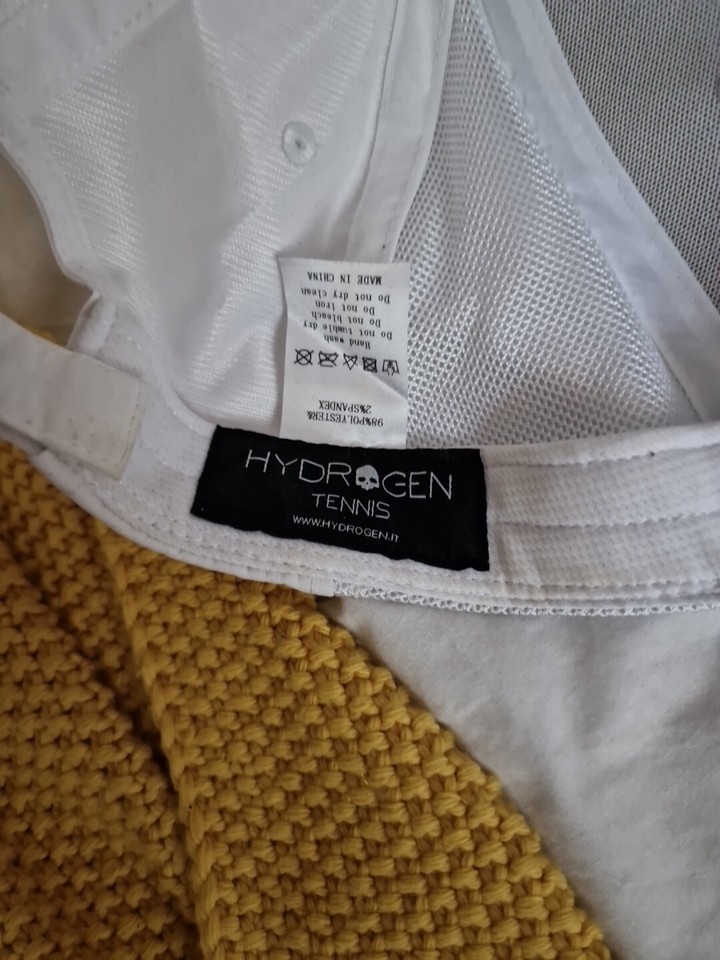 HYDROGEN
TENNIS
WWW.HYDROGEN.IT
98%POLYESTER&
2%SPANDEX
Hand wash
Do not tumble dry
Do not bleach
Do not iron
Do not dry clean
MADE IN CHINA